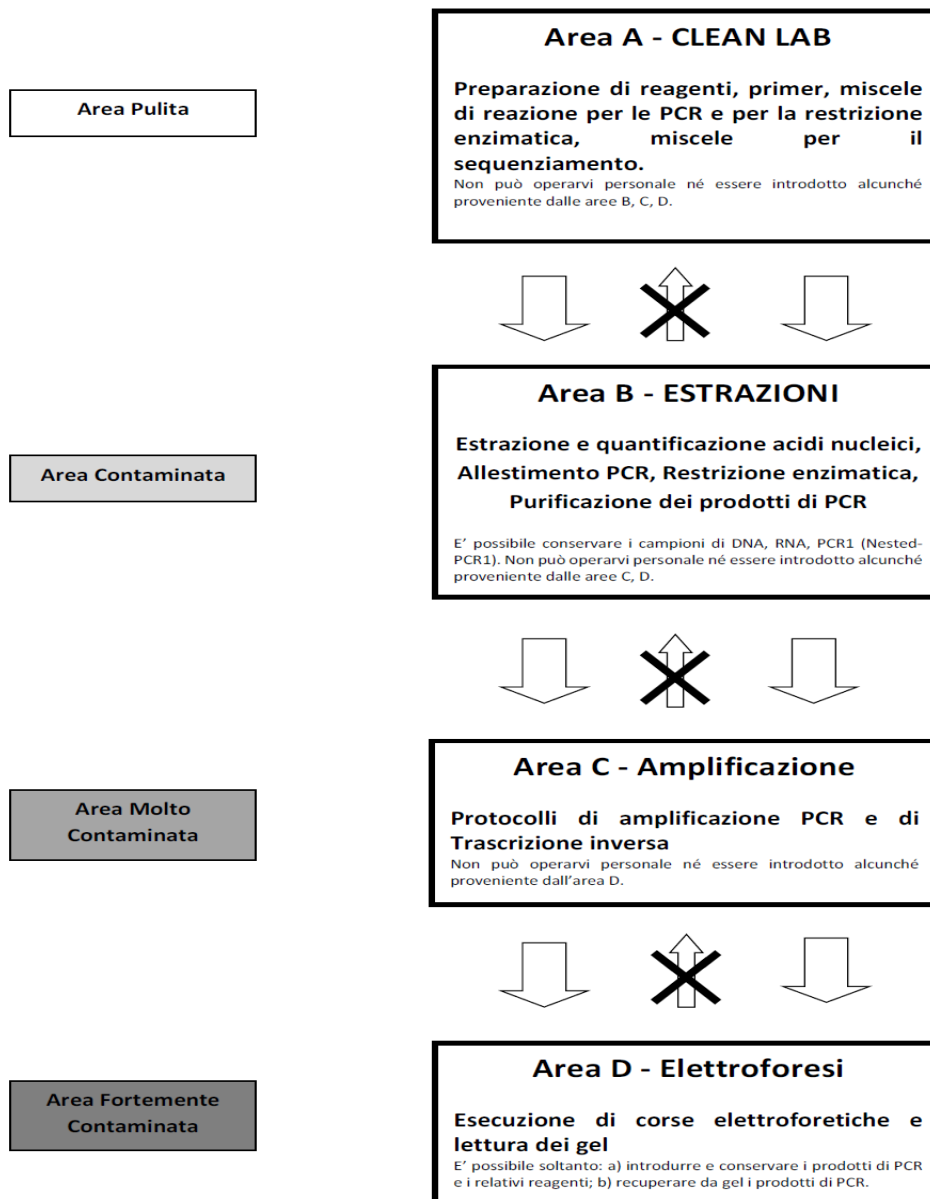 Area A - CLEAN LAB
Area Pulita
Preparazione di reagenti, primer, miscele
di reazione per le PCR e per la restrizione
enzimatica, miscele per il
sequenziamento.
Non può operarvi personale né essere introdotto alcunché
proveniente dalle aree B, C, D.
Area B - ESTRAZIONI
Area Contaminata
Estrazione e quantificazione acidi nucleici,
Allestimento PCR, Restrizione enzimatica,
Purificazione dei prodotti di PCR
E' possibile conservare i campioni di DNA, RNA, PCR1 (Nested-
PCR1). Non può operarvi personale né essere introdotto alcunché
proveniente dalle aree C, D.
Area C - Amplificazione
Area Molto
Contaminata
Protocolli di amplificazione PCR e di
Trascrizione inversa
Non può operarvi personale né essere introdotto alcunché
proveniente dall'area D.
Area D - Elettroforesi
Area Fortemente
Contaminata
Esecuzione di corse elettroforetiche e
lettura dei gel
E' possibile soltanto: a) introdurre e conservare i prodotti di PCR
e i relativi reagenti; b) recuperare da gel i prodotti di PCR.